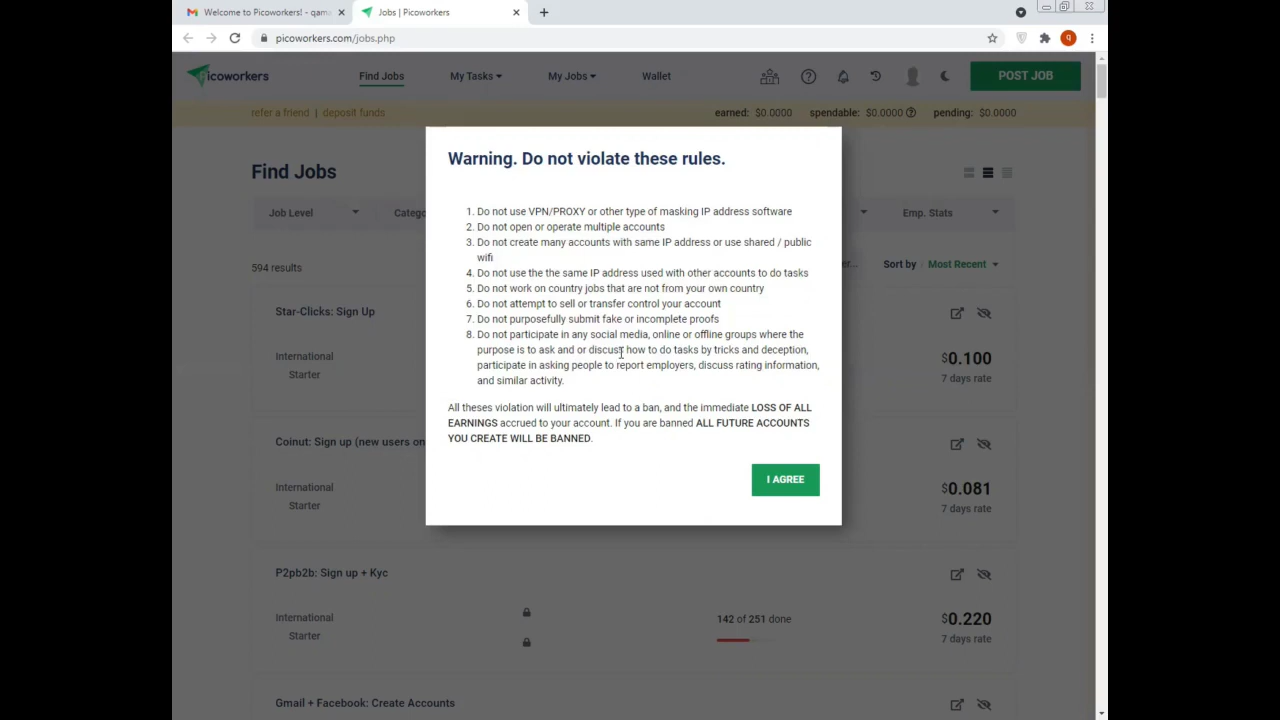 Welcome to Picoworkers! - qama
Jobs | Picoworkers
picoworkers.com/jobs.php
q
picoworkers
Find Jobs
My Tasks
My Jobs
Wallet
POST JOB
refer a friend | deposit funds
earned: $0.0000
spendable: $0.0000
pending: $0.0000
Find Jobs
Job Level
Catego
Emp. Stats
594 results
er...
Sort by
Most Recent
Warning. Do not violate these rules.
1. Do not use VPN/PROXY or other type of masking IP address software
2. Do not open or operate multiple accounts
3. Do not create many accounts with same IP address or use shared / public
wifi
4. Do not use the the same IP address used with other accounts to do tasks
5. Do not work on country jobs that are not from your own country
6. Do not attempt to sell or transfer control your account
7. Do not purposefully submit fake or incomplete proofs
8. Do not participate in any social media, online or offline groups where the
purpose is to ask and or discuss how to do tasks by tricks and deception,
participate in asking people to report employers, discuss rating information,
and similar activity.
All theses violation will ultimately lead to a ban, and the immediate LOSS OF ALL
EARNINGS accrued to your account. If you are banned ALL FUTURE ACCOUNTS
YOU CREATE WILL BE BANNED.
I AGREE
Star-Clicks: Sign Up
International
Starter
$0.100
7 days rate
Coinut: Sign up (new users on
International
Starter
$0.081
7 days rate
P2pb2b: Sign up + Kyc
International
Starter
142 of 251 done
$0.220
7 days rate
Gmail + Facebook: Create Accounts